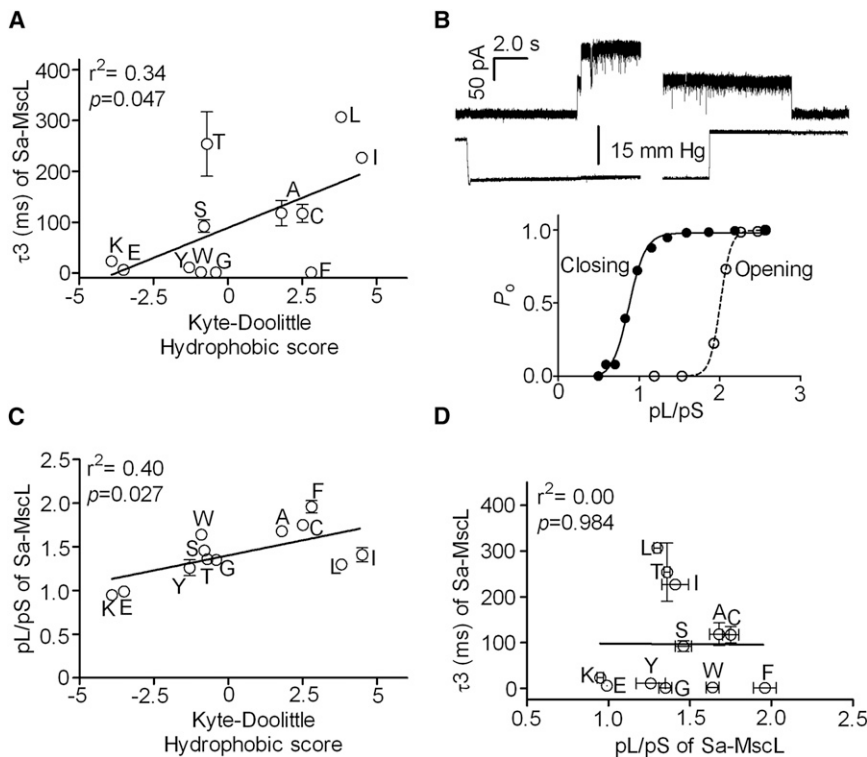 A
r²= 0.34
p=0.047
τ3 (ms) of Sa-MscL
400
300
200
100
0
L
T
I
S
A
C
K
E
Y
W
G
F
-5
-2.5
0
2.5
5
Kyte-Doolittle
Hydrophobic score
B
50 pA
2.0 s
15 mm Hg
1.0
0.5
0.0
Po
Closing
Opening
0
1
2
3
pL/pS
C
r²= 0.40
p=0.027
pL/pS of Sa-MscL
2.5
2.0
1.5
1.0
0.5
0
W
F
A
C
S
Y
T
G
L
I
K
E
-5
-2.5
0
2.5
5
Kyte-Doolittle
Hydrophobic score
D
r²= 0.00
p=0.984
τ3 (ms) of Sa-MscL
400
300
200
100
0
L
T
I
A
C
S
K
E
Y
G
W
F
0.5
1.0
1.5
2.0
2.5
pL/pS of Sa-MscL